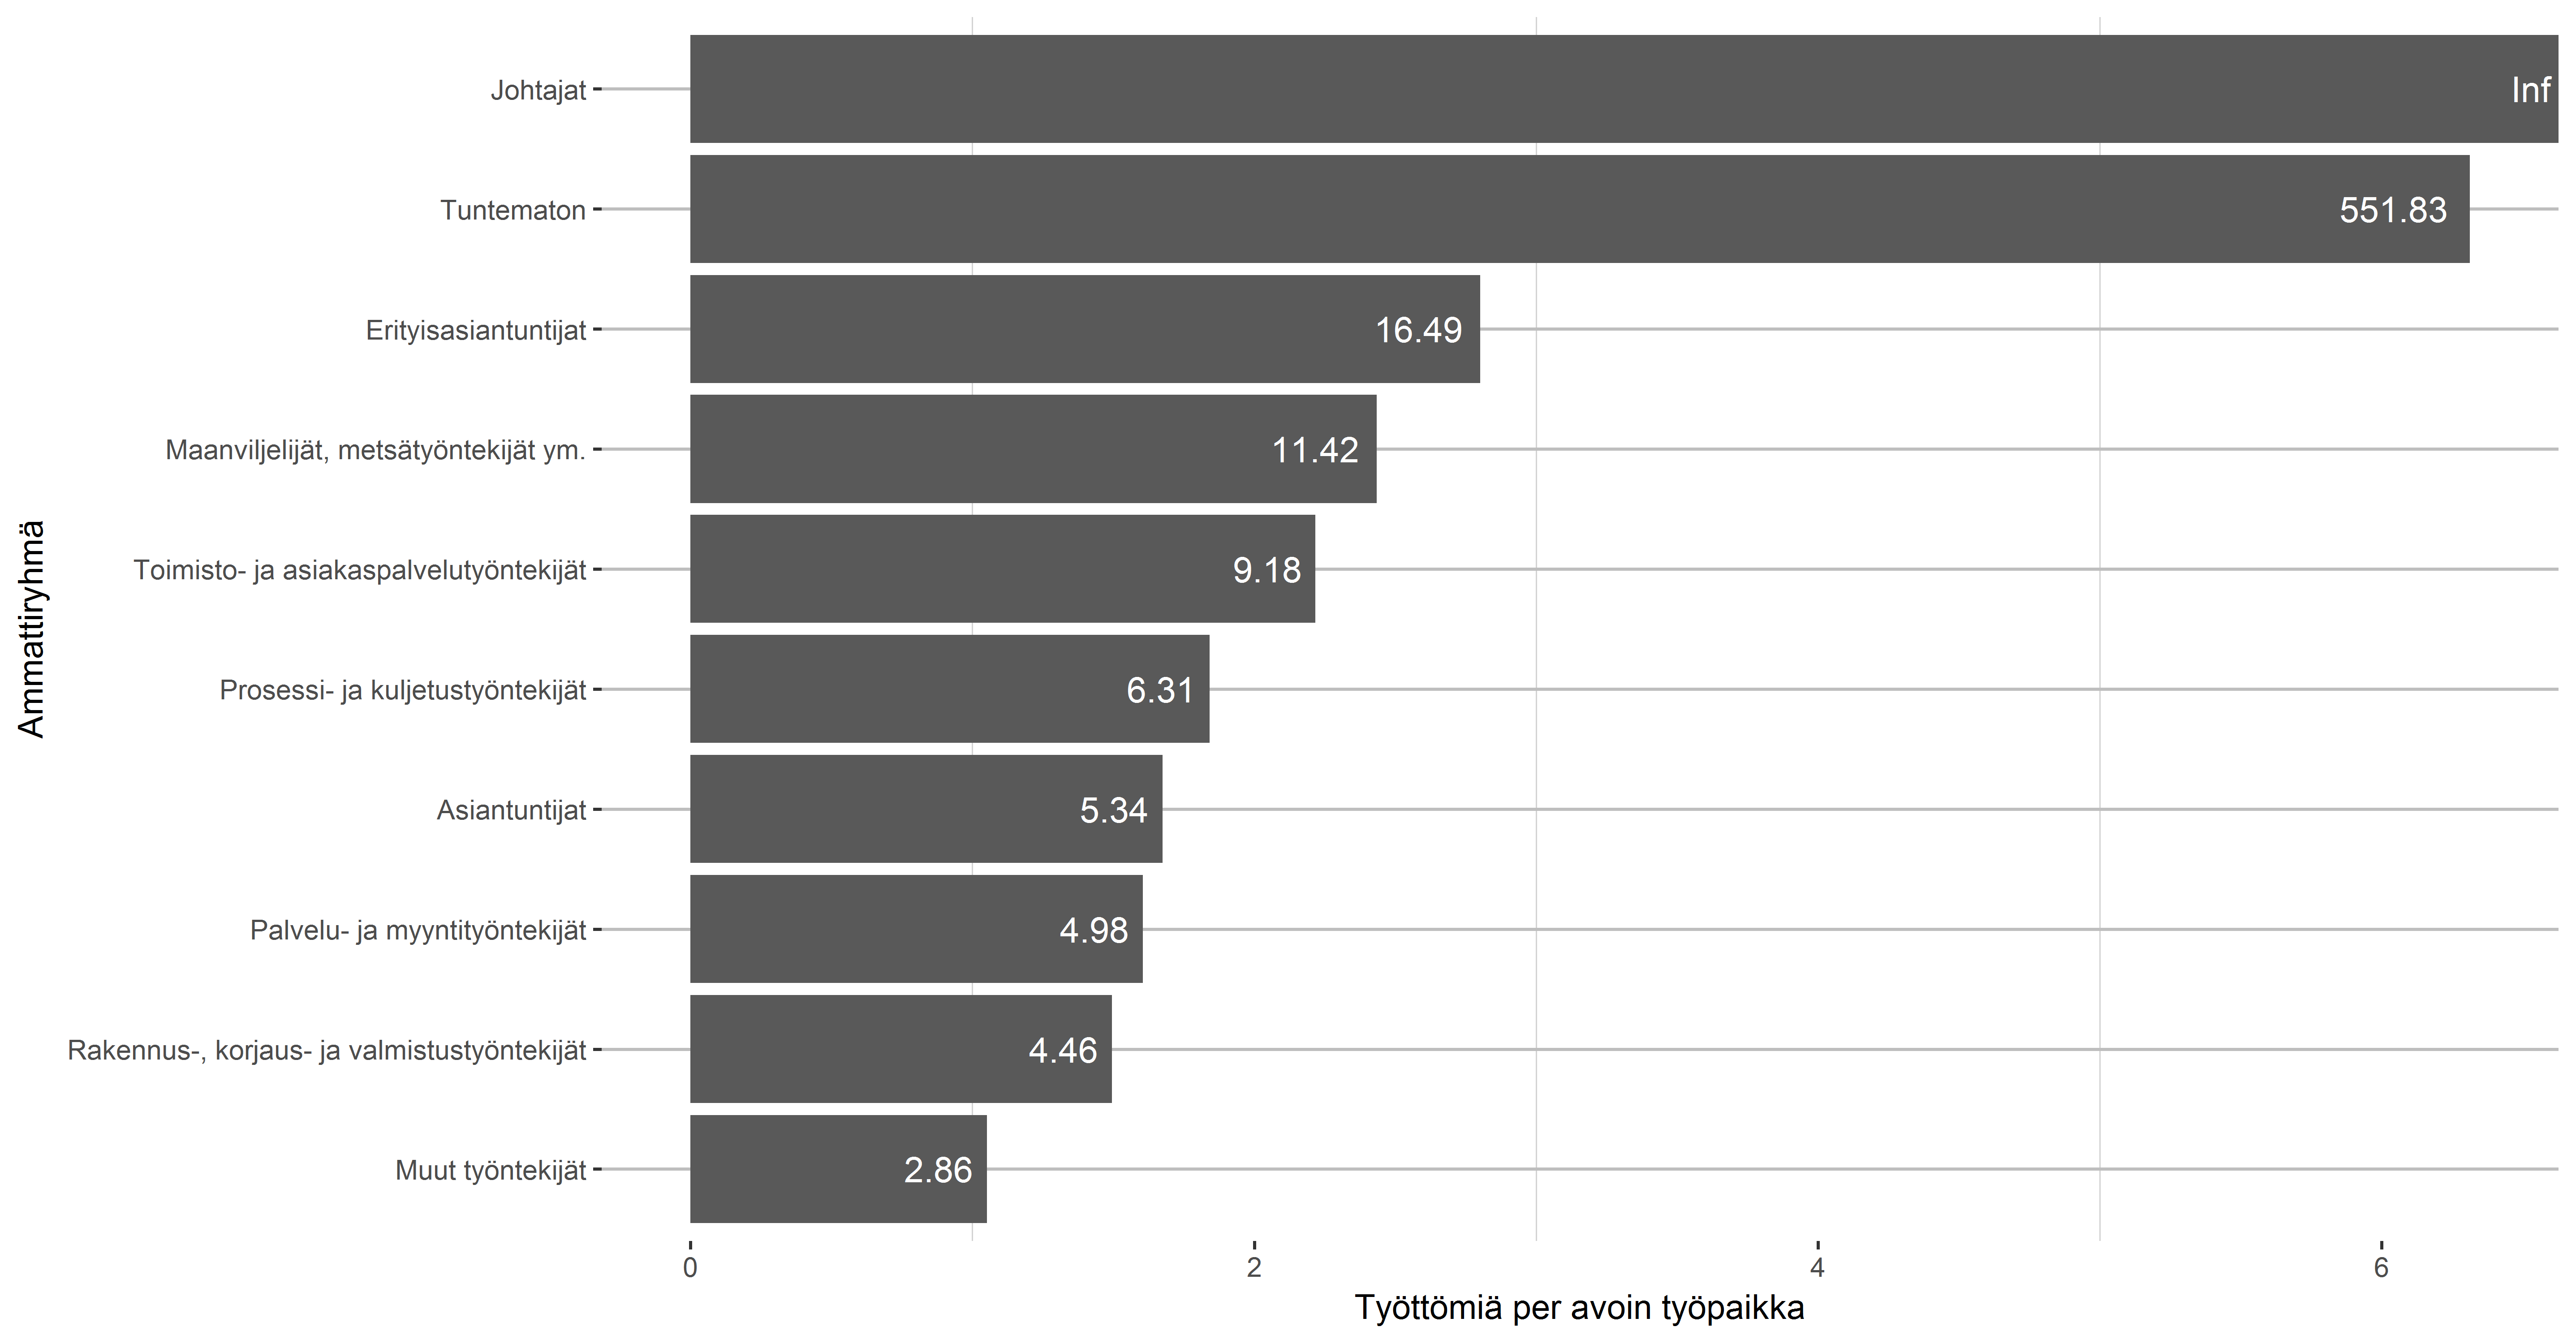 Ammattiryhmä
Johtajat
Inf
Tuntematon
551.83
Erityisasiantuntijat
16.49
Maanviljelijät, metsätyöntekijät ym.
11.42
Toimisto- ja asiakaspalvelutyöntekijät
9.18
Prosessi- ja kuljetustyöntekijät
6.31
Asiantuntijat
5.34
Palvelu- ja myyntityöntekijät
4.98
Rakennus-, korjaus- ja valmistustyöntekijät
4.46
Muut työntekijät
2.86
0 2 4 6
Työttömiä per avoin työpaikka